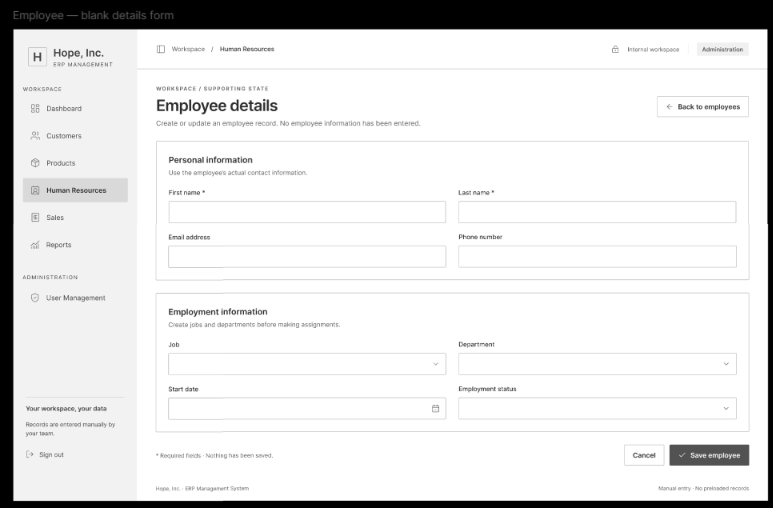 Employee — blank details form
H
Hope, Inc.
ERP MANAGEMENT
WORKSPACE
Dashboard
Customers
Products
Human Resources
Sales
Reports
ADMINISTRATION
User Management
Your workspace, your data
Records are entered manually by
your team.
Sign out
Workspace / Human Resources
Internal workspace
Administration
WORKSPACE / SUPPORTING STATE
Employee details
Create or update an employee record. No employee information has been entered.
← Back to employees
Personal information
Use the employee's actual contact information.
First name *
Last name *
Email address
Phone number
Employment information
Create jobs and departments before making assignments.
Job
Department
Start date
Employment status
* Required fields · Nothing has been saved.
Cancel
Save employee
Hope, Inc. · ERP Management System
Manual entry · No preloaded records